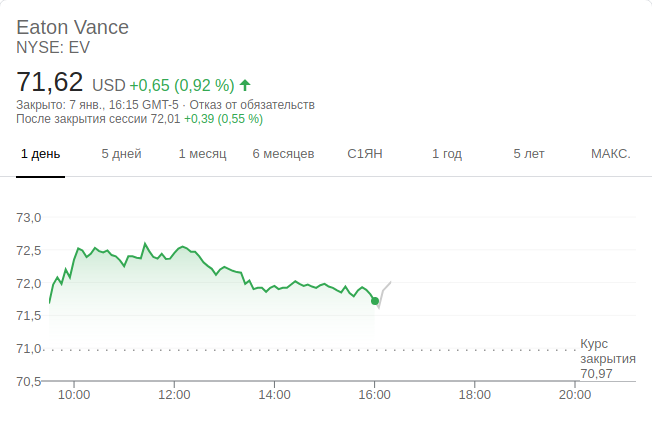 Eaton Vance
NYSE: EV
71,62 USD +0,65 (0,92 %)
Закрыто: 7 янв., 16:15 GMT-5 · Отказ от обязательств
После закрытия сессии 72,01 +0,39 (0,55 %)
1 день 5 дней 1 месяц 6 месяцев С1ЯН 1 год 5 лет МАКС.
73,0
72,5
72,0
71,5
71,0
70,5
Курс
закрытия
70,97
10:00 12:00 14:00 16:00 18:00 20:00